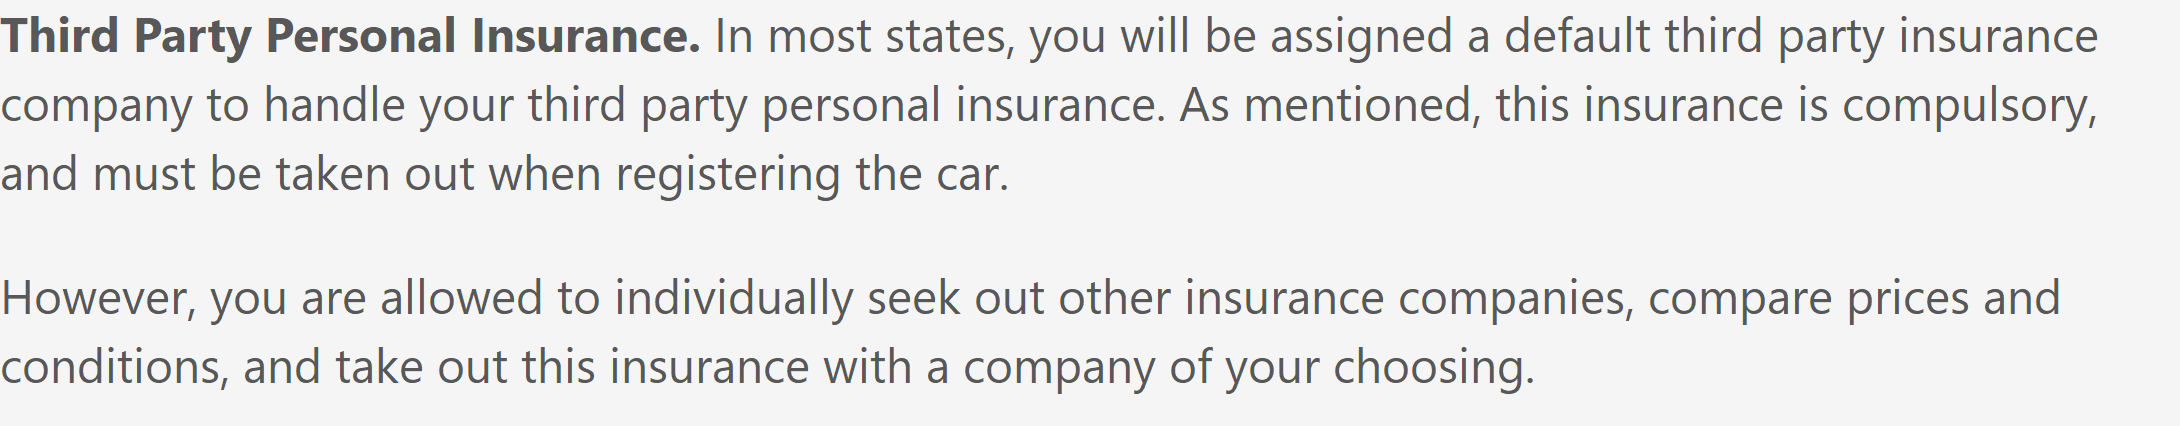 Third Party Personal Insurance. In most states, you will be assigned a default third party insurance
company to handle your third party personal insurance. As mentioned, this insurance is compulsory,
and must be taken out when registering the car.
However, you are allowed to individually seek out other insurance companies, compare prices and
conditions, and take out this insurance with a company of your choosing.